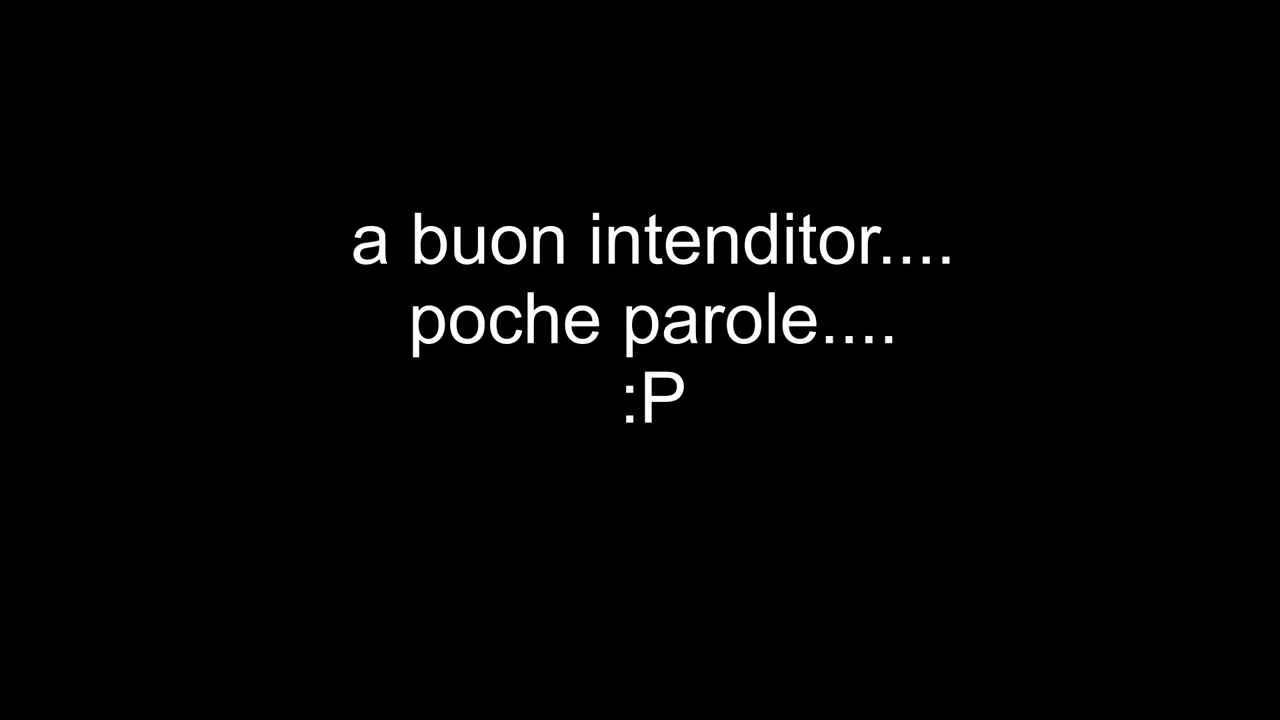 a buon intenditor....
poche parole....
:P